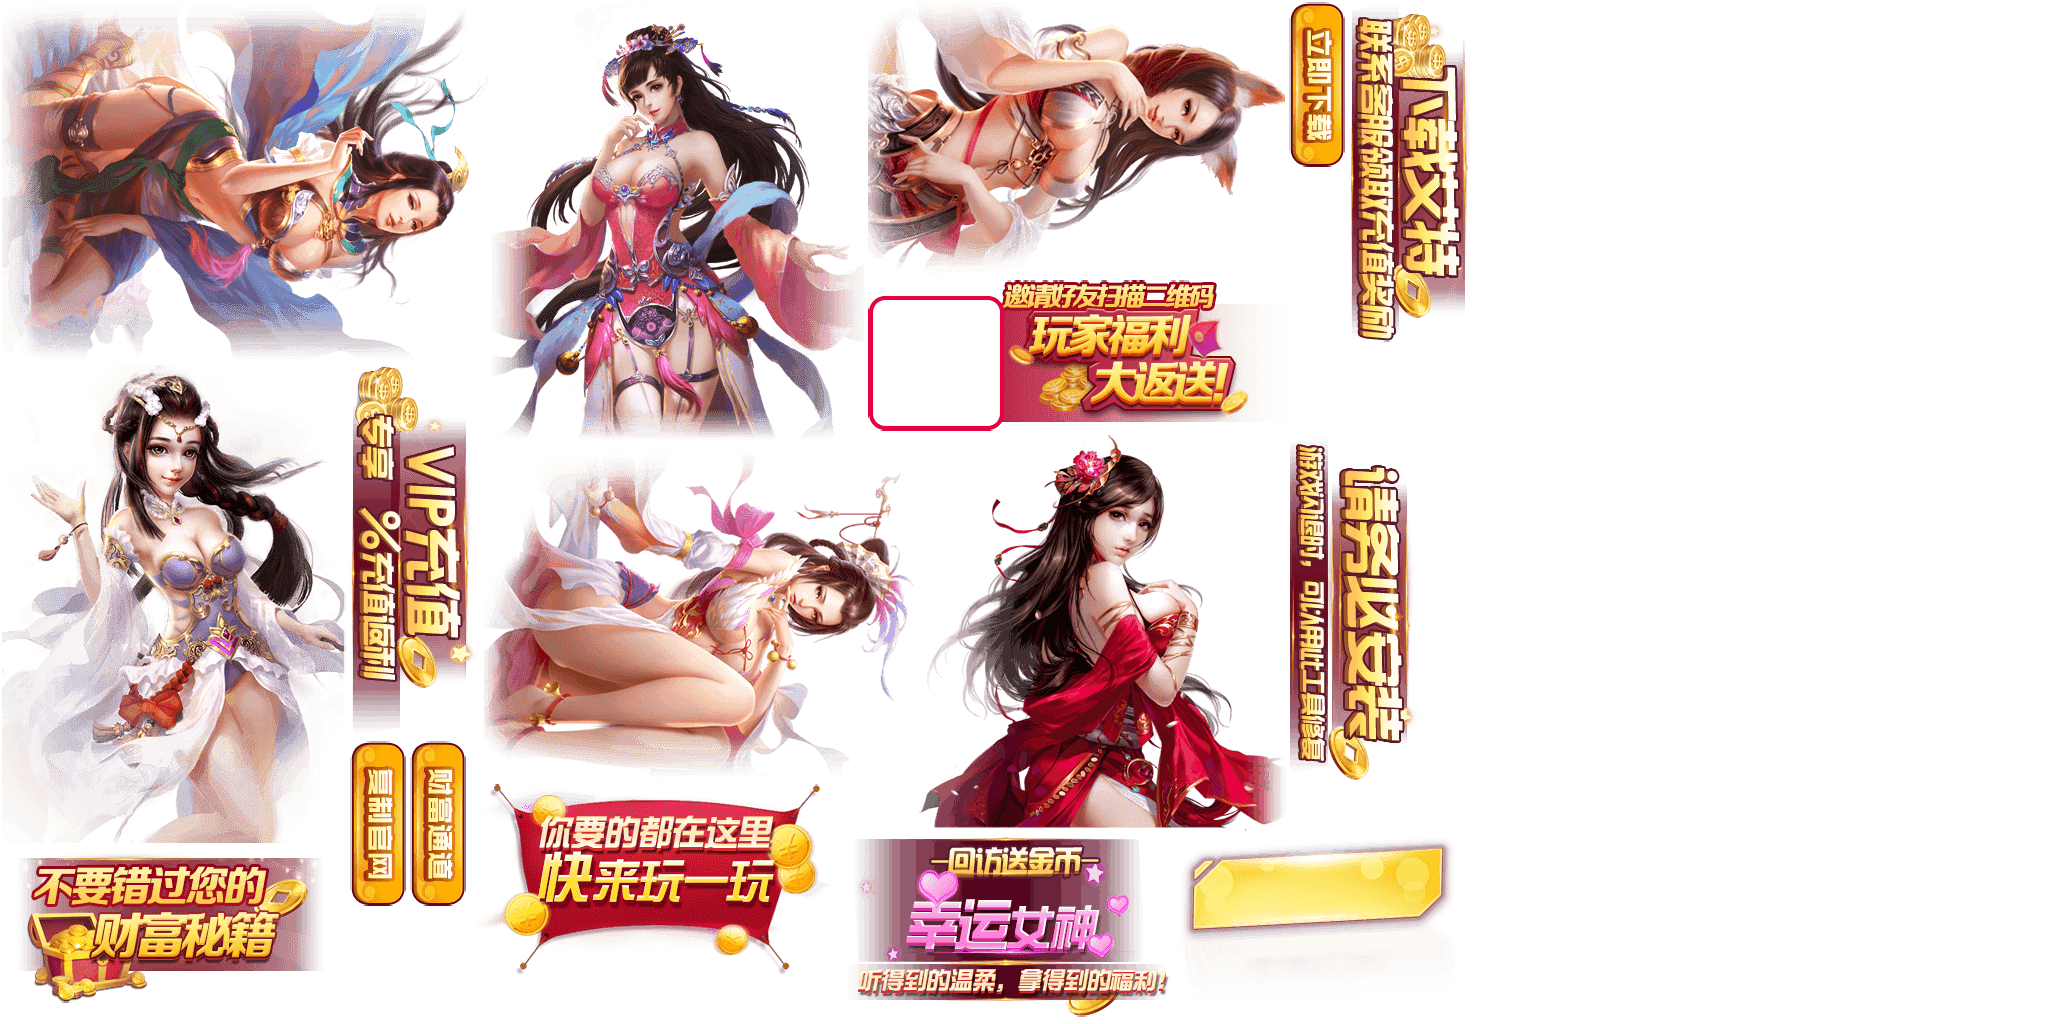 立即下载
下载支持
联系客服领取充值奖励
邀请好友扫描二维码
玩家福利
大返送!
VIP充值
专享 %充值返利
请务必安装
游戏闪退时，可以用此工具修复
财富通道
复制官网
你要的都在这里
快来玩一玩
不要错过您的
财富秘籍
回访送金币
幸运女神
听得到的温柔，拿得到的福利!